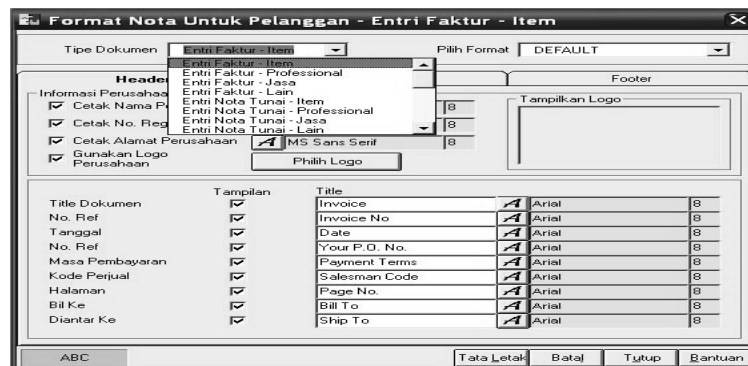 Format Nota Untuk Pelanggan - Entri Faktur - Item
Tipe Dokumen Entri Faktur - Item Pilih Format DEFAULT
Entri Faktur - Item
Entri Faktur - Professional
Entri Faktur - Jasa
Entri Faktur - Lain
Entri Nota Tunai - Item
Entri Nota Tunai - Professional
Entri Nota Tunai - Jasa
Entri Nota Tunai - Lain
Header Footer
Informasi Perusahaa Tampilkan Logo
Cetak Nama P 8
Cetak No. Reg 8
Cetak Alamat Perusahaan A MS Sans Serif 8
Gunakan Logo
Perusahaan Philih Logo
Tampilan Title
Title Dokumen Invoice A Arial 8
No. Ref Invoice No A Arial 8
Tanggal Date A Arial 8
No. Ref Your P.O. No. A Arial 8
Masa Pembayaran Payment Terms A Arial 8
Kode Perjual Salesman Code A Arial 8
Halaman Page No. A Arial 8
Bil Ke Bill To A Arial 8
Diantar Ke Ship To A Arial 8
ABC Tata Letak Batal Tutup Bantuan